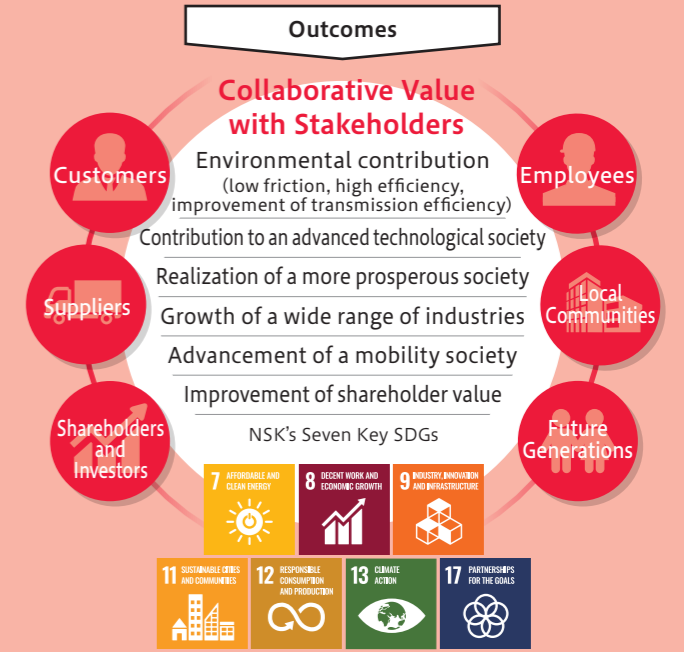 Outcomes
Collaborative Value
with Stakeholders
Customers
Employees
Environmental contribution
(low friction, high efficiency,
improvement of transmission efficiency)
Contribution to an advanced technological society
Realization of a more prosperous society
Suppliers
Local
Communities
Growth of a wide range of industries
Advancement of a mobility society
Improvement of shareholder value
Shareholders
and
Investors
Future
Generations
NSK's Seven Key SDGs
7 AFFORDABLE AND
CLEAN ENERGY
8 DECENT WORK AND
ECONOMIC GROWTH
9 INDUSTRY, INNOVATION
AND INFRASTRUCTURE
11 SUSTAINABLE CITIES
AND COMMUNITIES
12 RESPONSIBLE
CONSUMPTION
AND PRODUCTION
13 CLIMATE
ACTION
17 PARTNERSHIPS
FOR THE GOALS